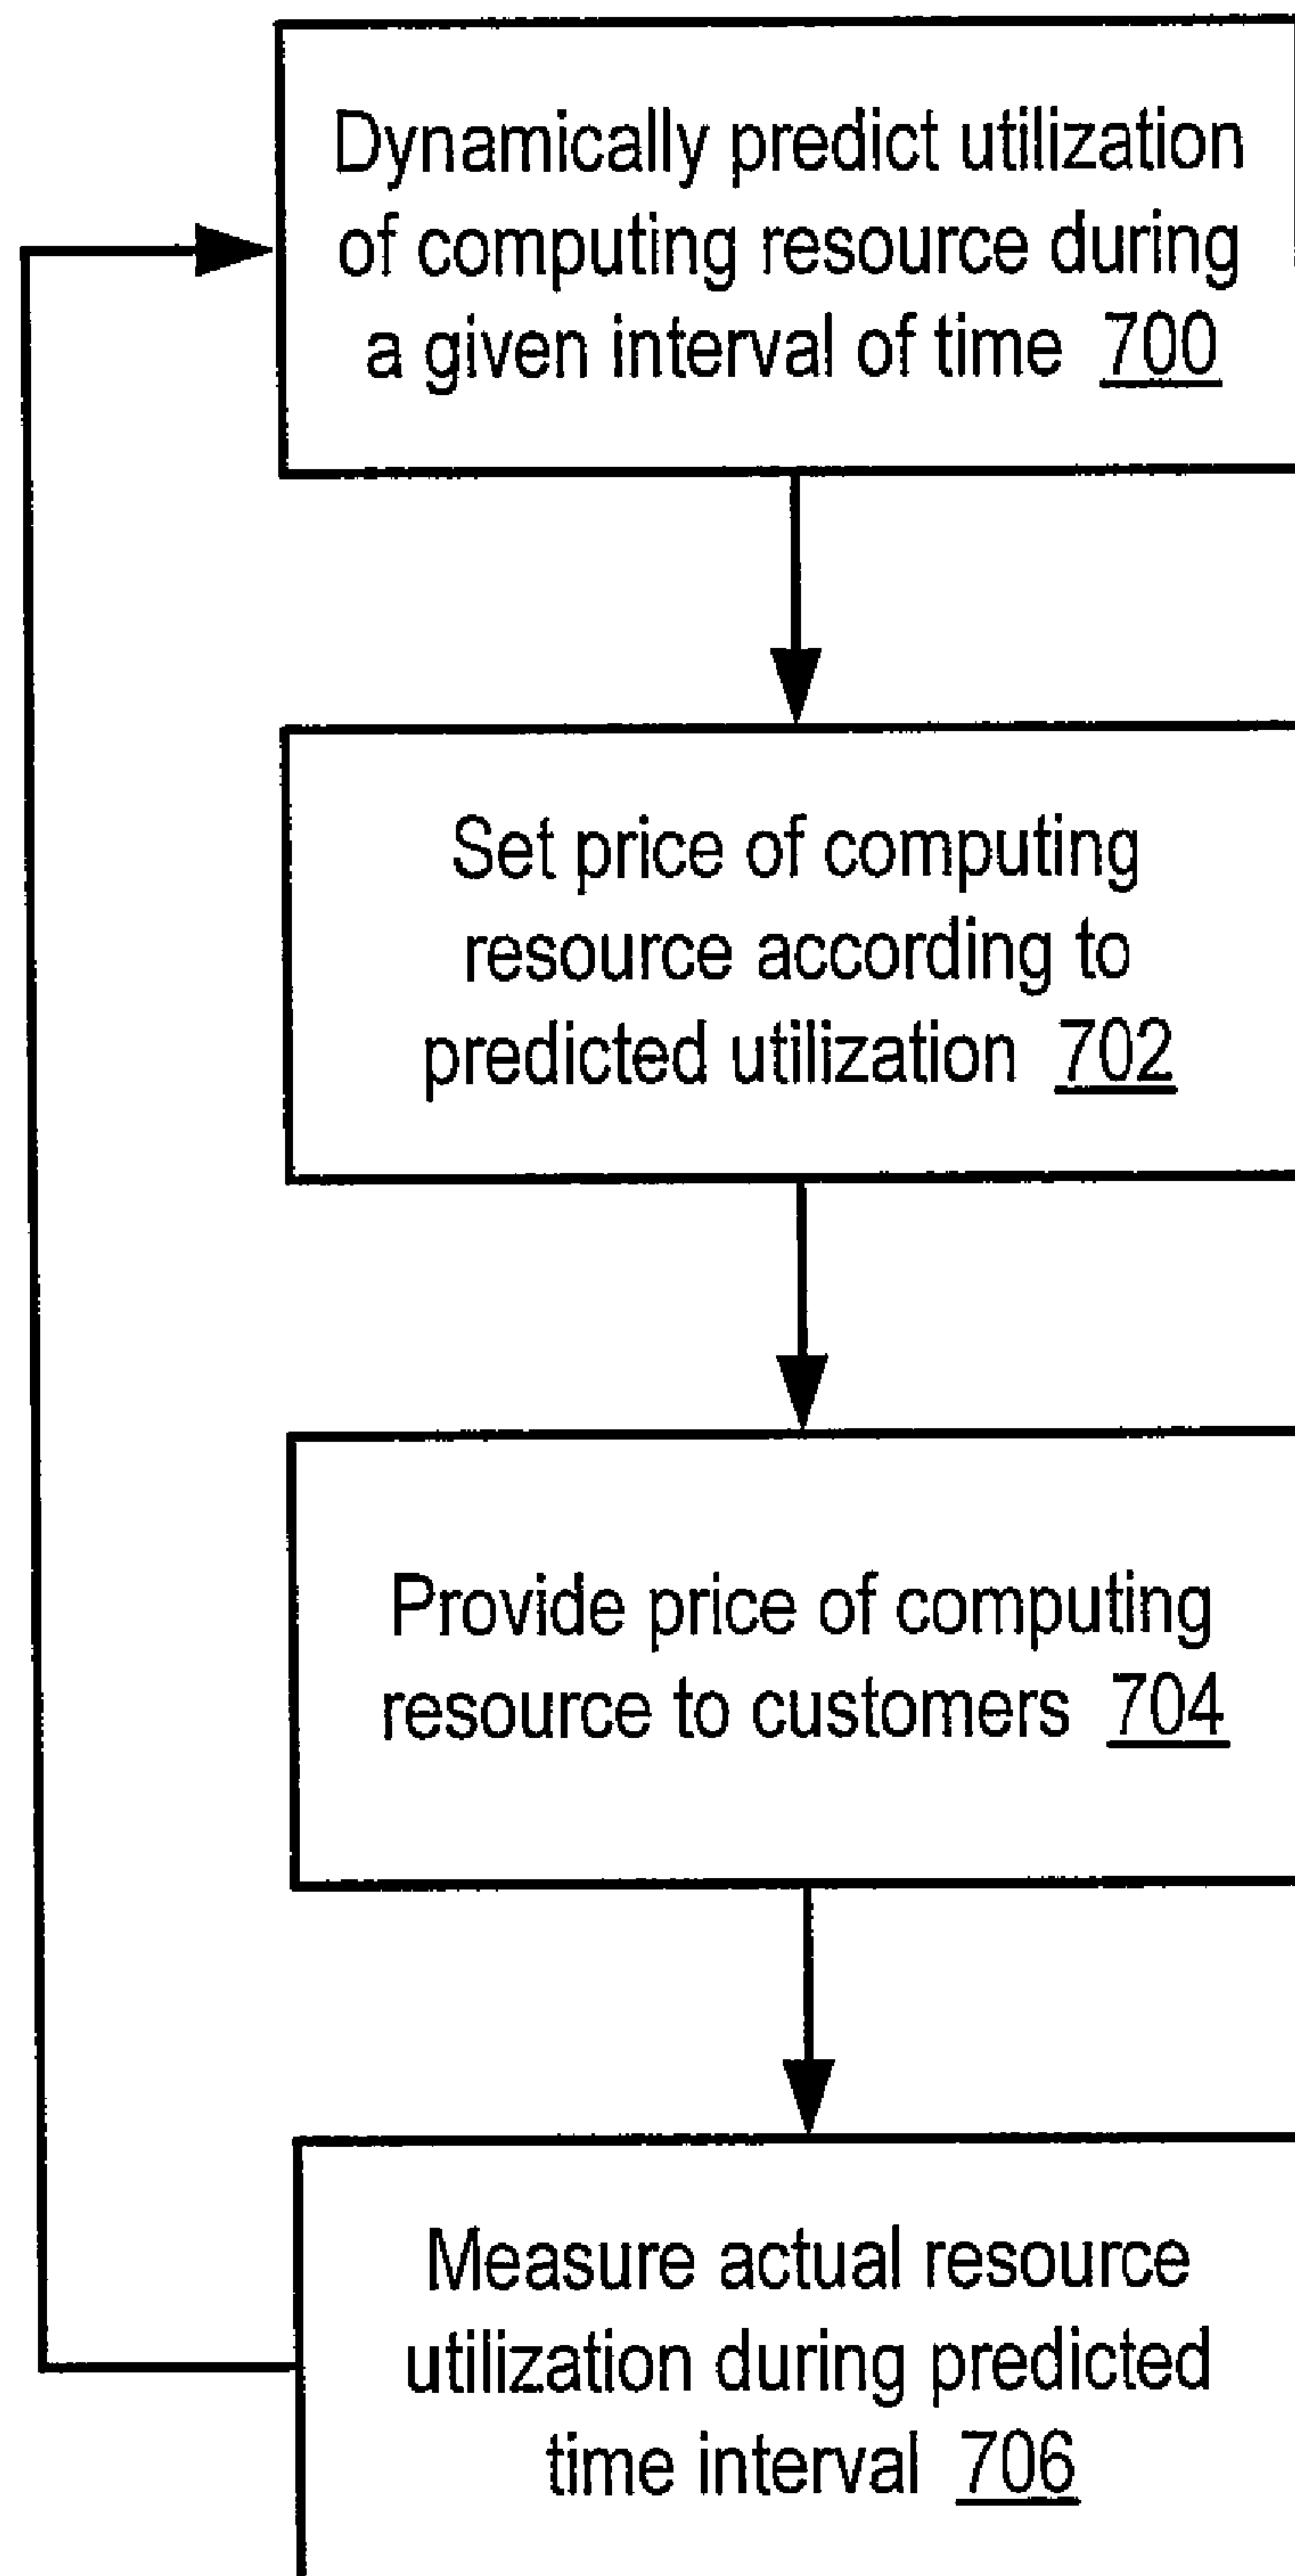 Dynamically predict utilization
of computing resource during
a given interval of time 700
Set price of computing
resource according to
predicted utilization 702
Provide price of computing
resource to customers 704
Measure actual resource
utilization during predicted
time interval 706